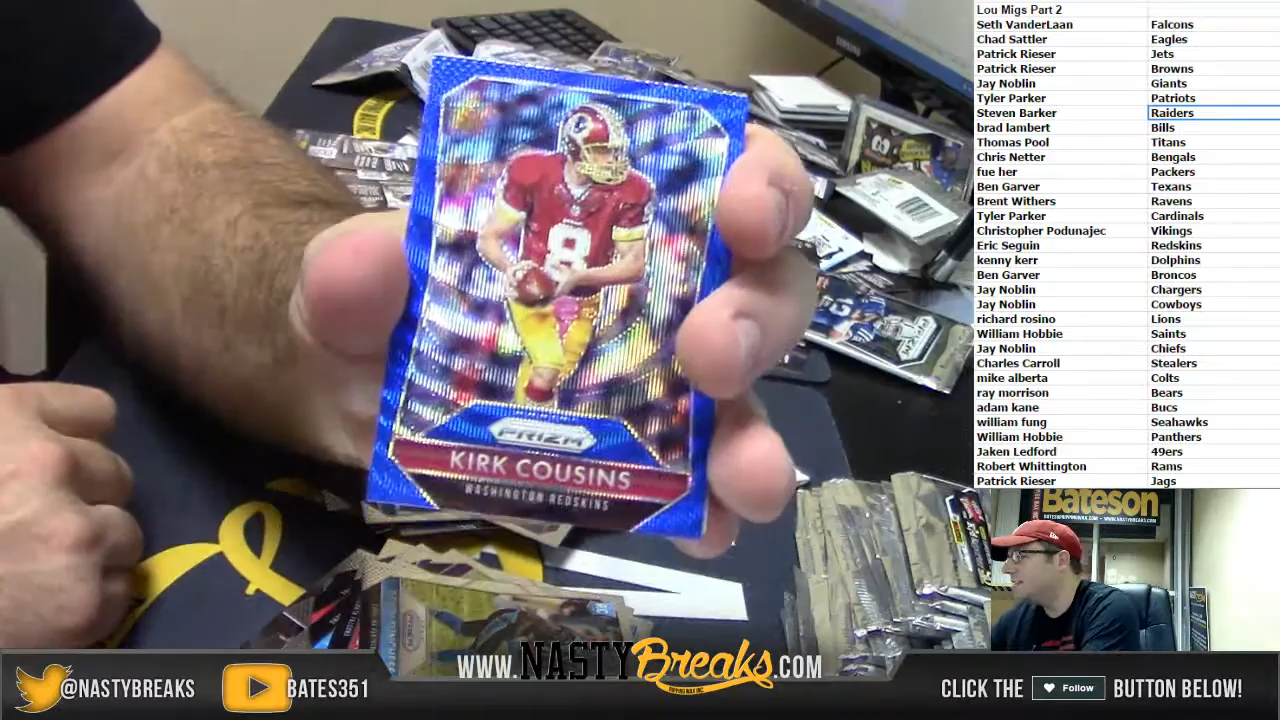 Lou Migs Part 2
Seth VanderLaan Falcons
Chad Sattler Eagles
Patrick Rieser Jets
Patrick Rieser Browns
Jay Noblin Giants
Tyler Parker Patriots
Steven Barker Raiders
brad lambert Bills
Thomas Pool Titans
Chris Netter Bengals
fue her Packers
Ben Garver Texans
Brent Withers Ravens
Tyler Parker Cardinals
Christopher Podunajec Vikings
Eric Seguin Redskins
kenny kerr Dolphins
Ben Garver Broncos
Jay Noblin Chargers
Jay Noblin Cowboys
richard rosino Lions
William Hobbie Saints
Jay Noblin Chiefs
Charles Carroll Stealers
mike alberta Colts
ray morrison Bears
adam kane Bucs
william fung Seahawks
William Hobbie Panthers
Jaken Ledford 49ers
Robert Whittington Rams
Patrick Rieser Jags
8
PRIZM
KIRK COUSINS
WASHINGTON REDSKINS
Bateson
@NASTYBREAKS
BATES351
WWW.NASTYBreaks.COM
RIPPING WAX INC
CLICK THE Follow BUTTON BELOW!